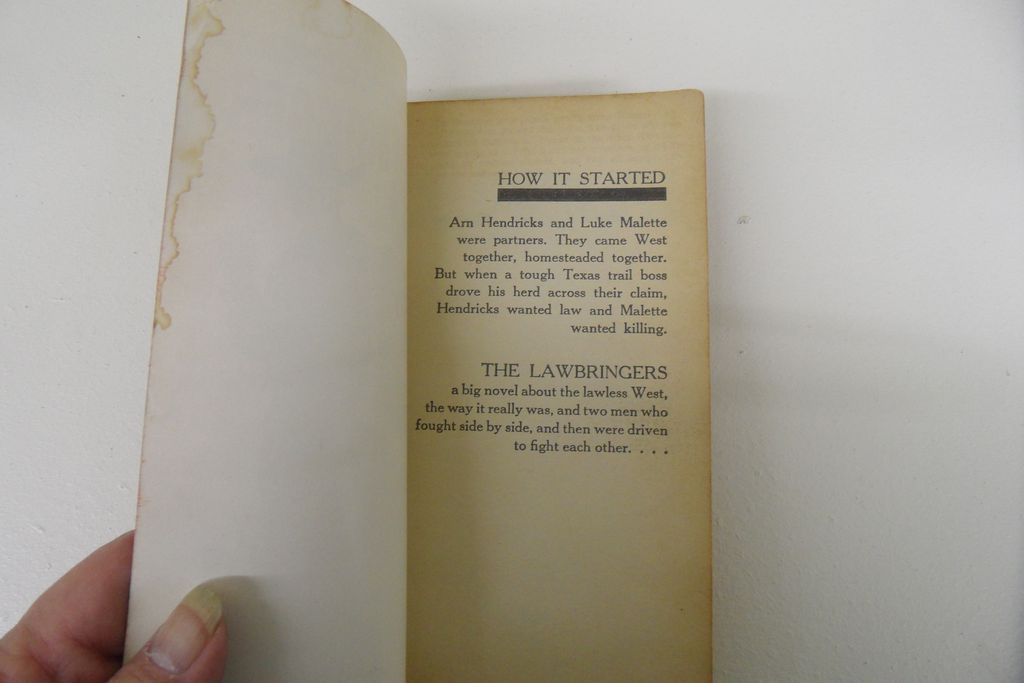 HOW IT STARTED
Arn Hendricks and Luke Malette
were partners. They came West
together, homesteaded together.
But when a tough Texas trail boss
drove his herd across their claim,
Hendricks wanted law and Malette
wanted killing.
THE LAWBRINGERS
a big novel about the lawless West,
the way it really was, and two men who
fought side by side, and then were driven
to fight each other. . . .